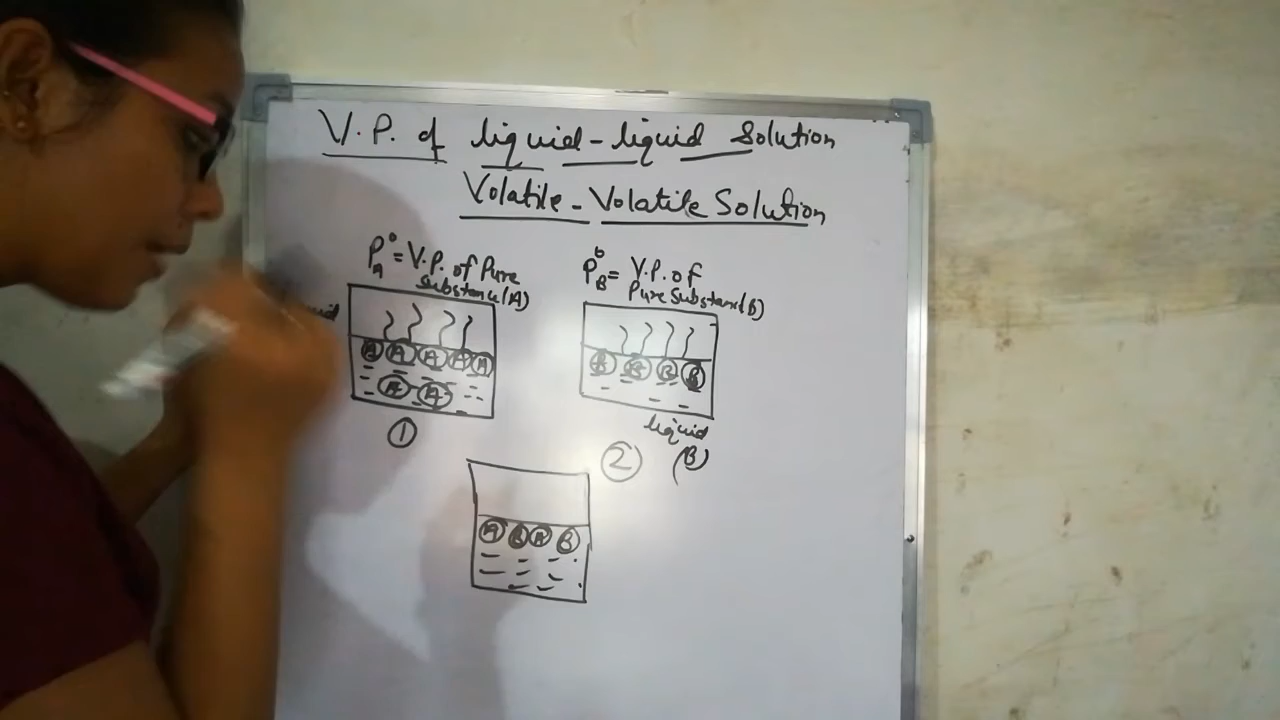 V.P. of liquid-liquid Solution
Volatile - Volatile Solution
P°A = V.P. of Pure
Substance (A)
P°B = V.P. of
Pure Substance (B)
A A A A A
A A
B B B B
①
liquid
② (B)
A B A B